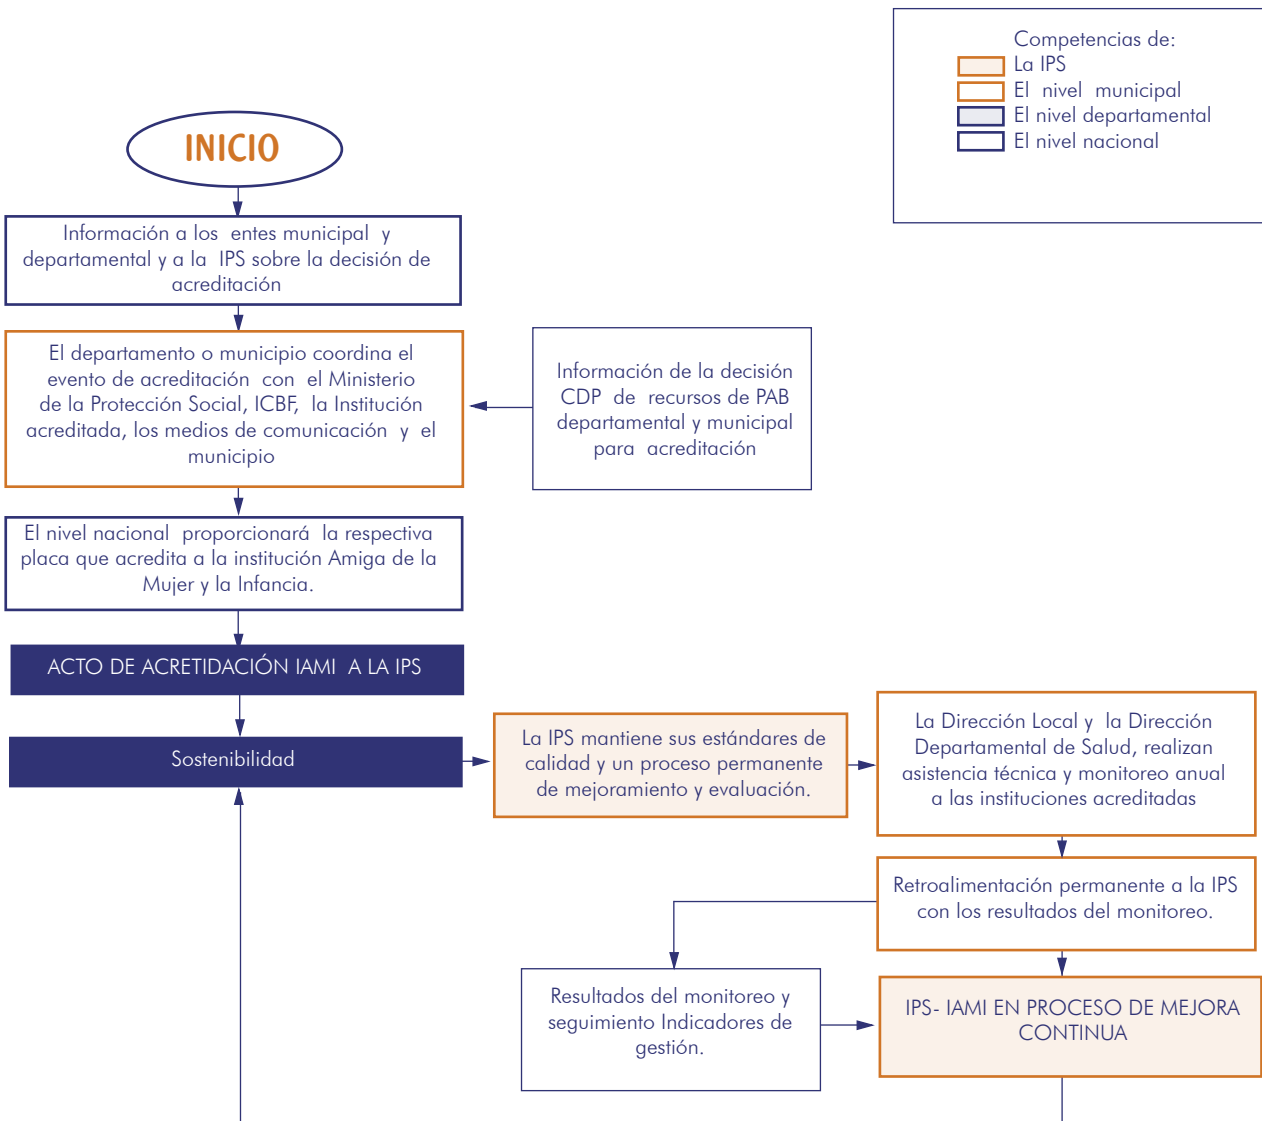 Competencias de:
La IPS
El nivel municipal
El nivel departamental
El nivel nacional
INICIO
Información a los entes municipal y
departamental y a la IPS sobre la decisión de
acreditación
El departamento o municipio coordina el
evento de acreditación con el Ministerio
de la Protección Social, ICBF, la Institución
acreditada, los medios de comunicación y el
municipio
Información de la decisión
CDP de recursos de PAB
departamental y municipal
para acreditación
El nivel nacional proporcionará la respectiva
placa que acredita a la institución Amiga de la
Mujer y la Infancia.
ACTO DE ACRETIDACIÓN IAMI A LA IPS
Sostenibilidad
La IPS mantiene sus estándares de
calidad y un proceso permanente
de mejoramiento y evaluación.
La Dirección Local y la Dirección
Departamental de Salud, realizan
asistencia técnica y monitoreo anual
a las instituciones acreditadas
Retroalimentación permanente a la IPS
con los resultados del monitoreo.
Resultados del monitoreo y
seguimiento Indicadores de
gestión.
IPS- IAMI EN PROCESO DE MEJORA
CONTINUA